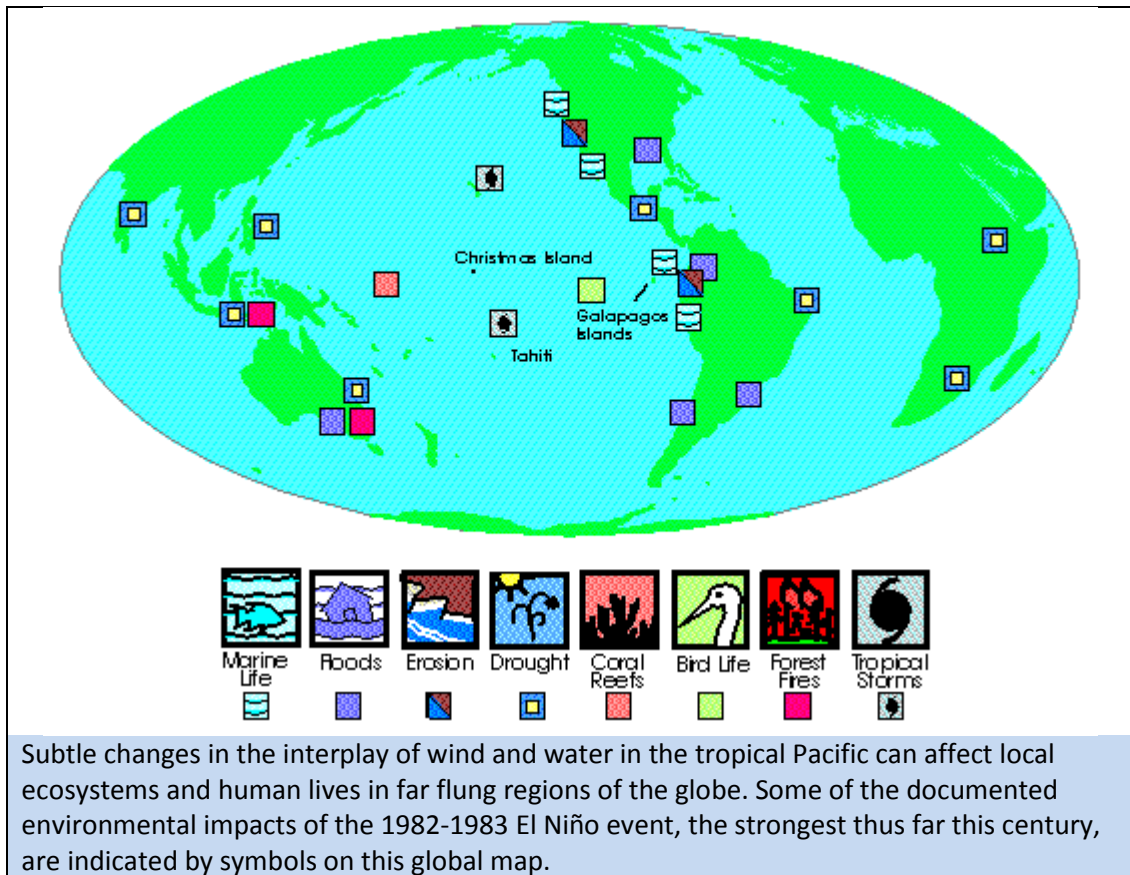 Christmas Island
Galapagos
Islands
Tahiti
Marine
Life
Floods
Erosion
Drought
Coral
Reefs
Bird Life
Forest
Fires
Tropical
Storms
Subtle changes in the interplay of wind and water in the tropical Pacific can affect local
ecosystems and human lives in far flung regions of the globe. Some of the documented
environmental impacts of the 1982-1983 El Niño event, the strongest thus far this century,
are indicated by symbols on this global map.